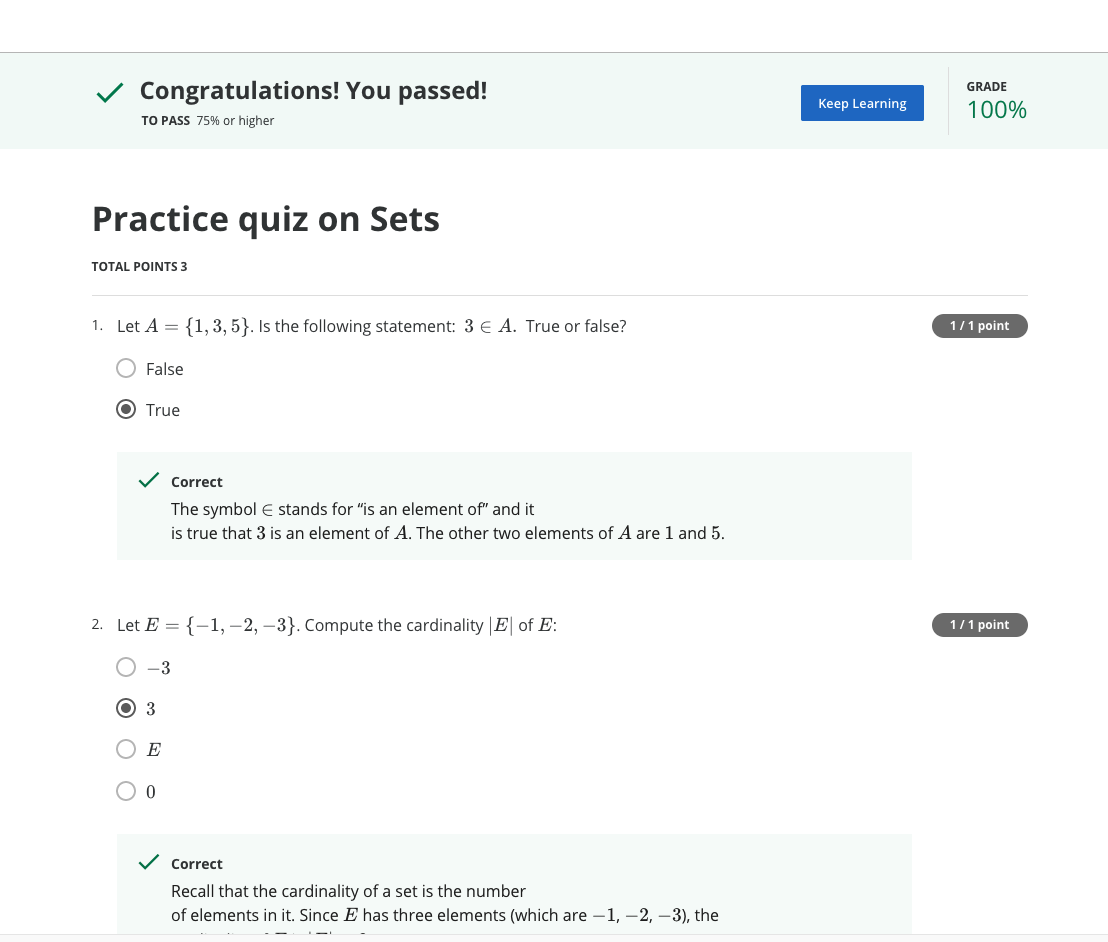 Congratulations! You passed!
TO PASS 75% or higher
Keep Learning
GRADE
100%
Practice quiz on Sets
TOTAL POINTS 3
1. Let A = {1, 3, 5}. Is the following statement: 3 ∈ A. True or false?
1 / 1 point
False
True
Correct
The symbol ∈ stands for “is an element of” and it
is true that 3 is an element of A. The other two elements of A are 1 and 5.
2. Let E = {−1, −2, −3}. Compute the cardinality |E| of E:
1 / 1 point
−3
3
E
0
Correct
Recall that the cardinality of a set is the number
of elements in it. Since E has three elements (which are −1, −2, −3), the